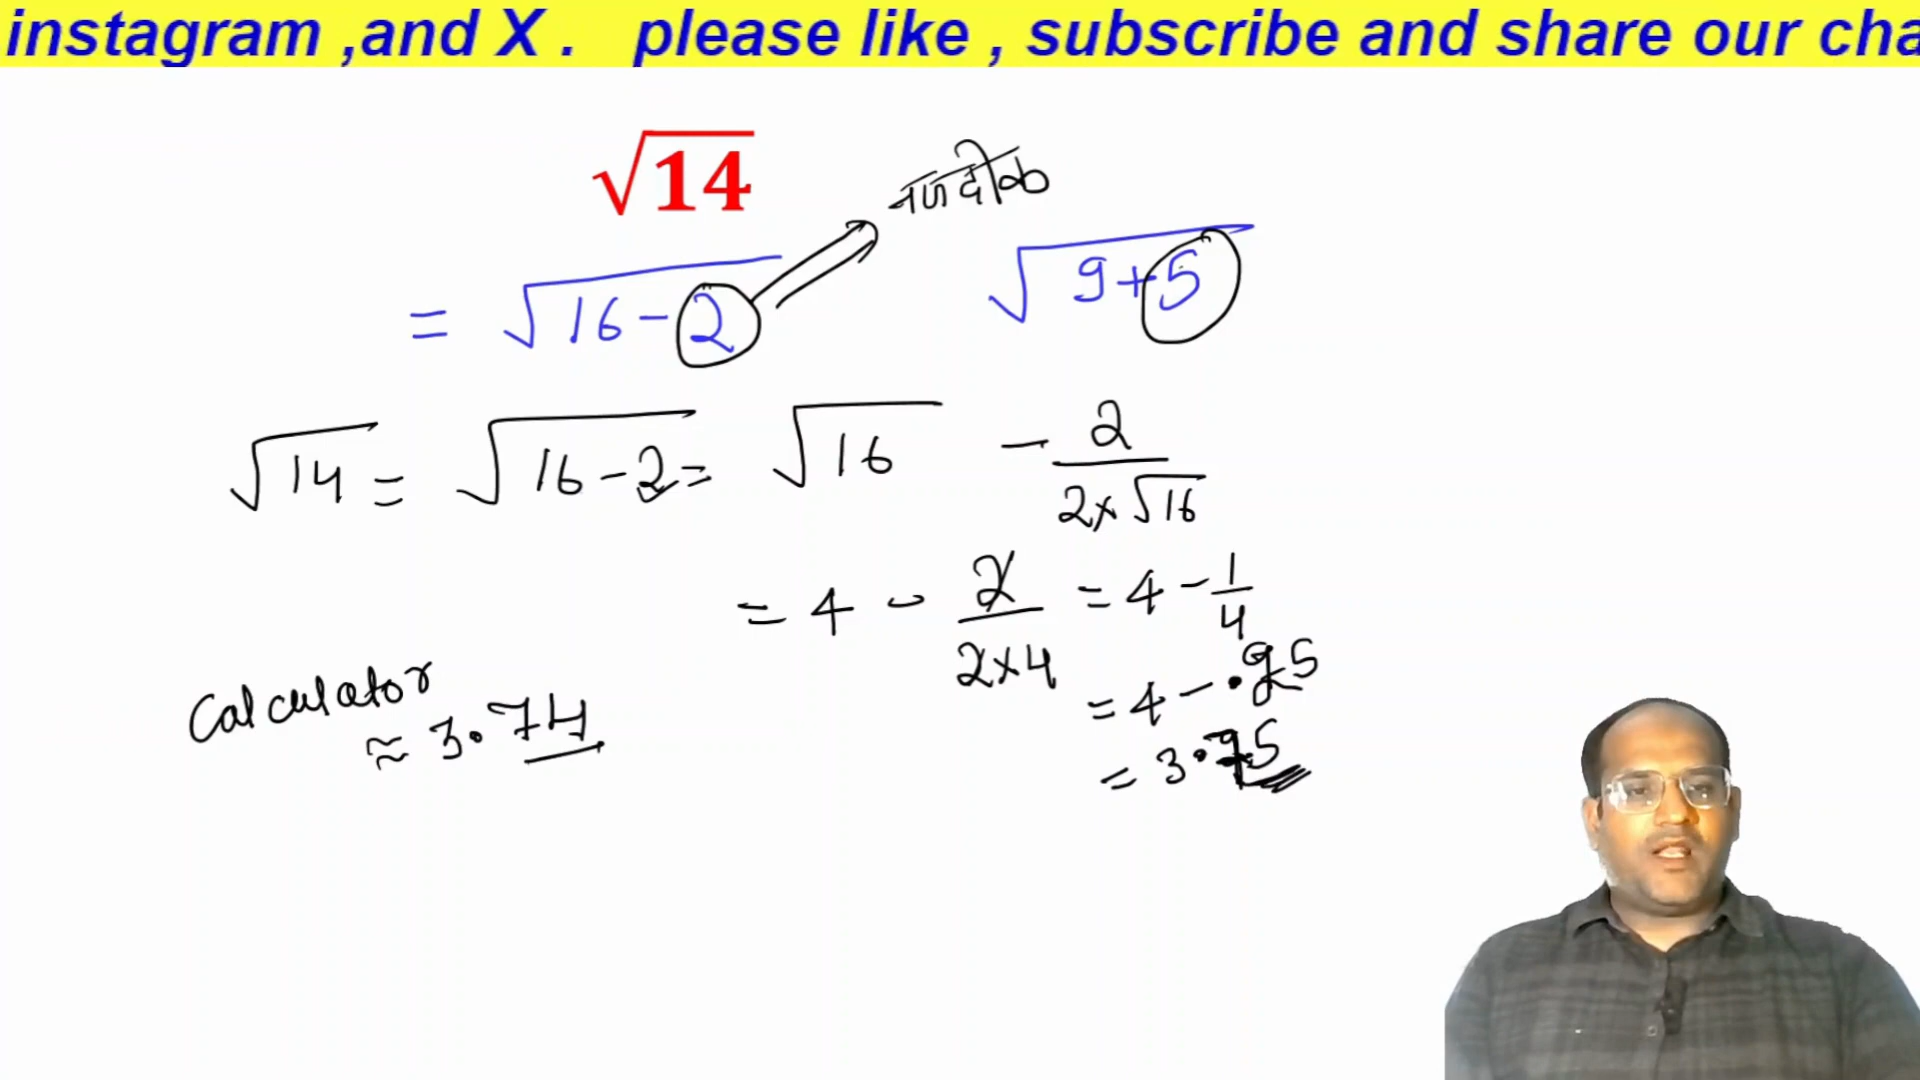 instagram ,and X . please like , subscribe and share our cha
√14
नजदीक
= √16-2 √9+5
√14 = √16-2 = √16 - 2/2×√16
= 4 - 2/2×4 = 4 - 1/4
= 4 - .25
Calculator
≈ 3.74
= 3.75